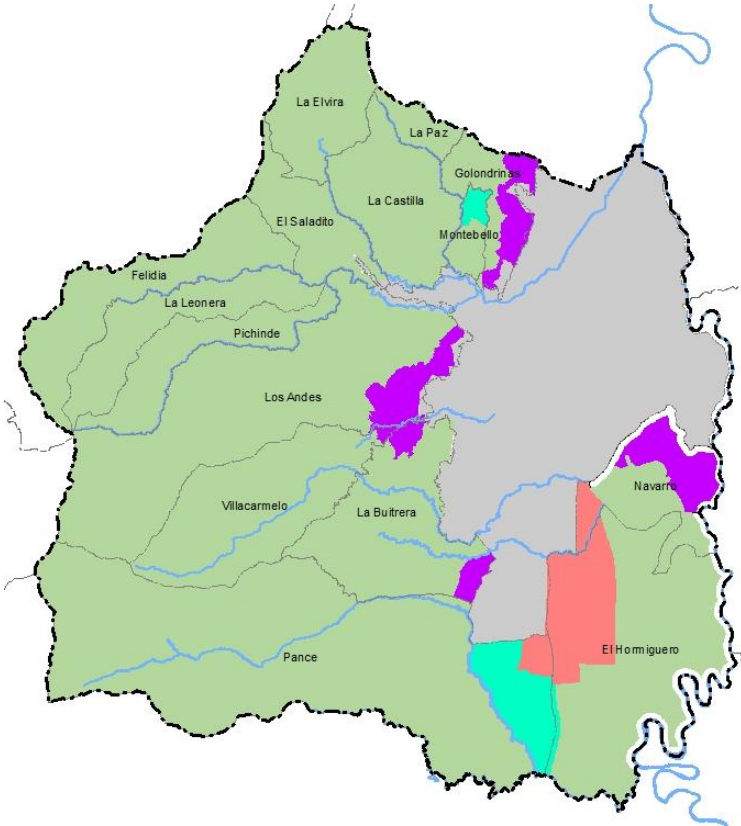 La Elvira
La Paz
Golondrinas
La Castilla
El Saladito
Montebello
Felidia
La Leonera
Pichinde
Los Andes
Navarro
Villacarmelo
La Buitrera
El Hormiguero
Pance